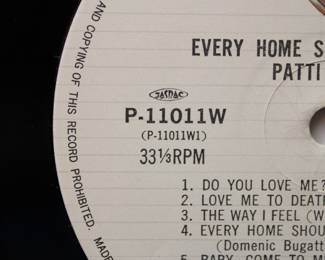 AND COPYING OF THIS RECORD PROHIBITED. MADE
EVERY HOME S
PATTI
JASRAC
P-11011W
(P-11011W1)
33⅓RPM
1. DO YOU LOVE ME?
2. LOVE ME TO DEATH
3. THE WAY I FEEL (W
4. EVERY HOME SHOU
(Domenic Bugatt
5. BABY, COME TO M